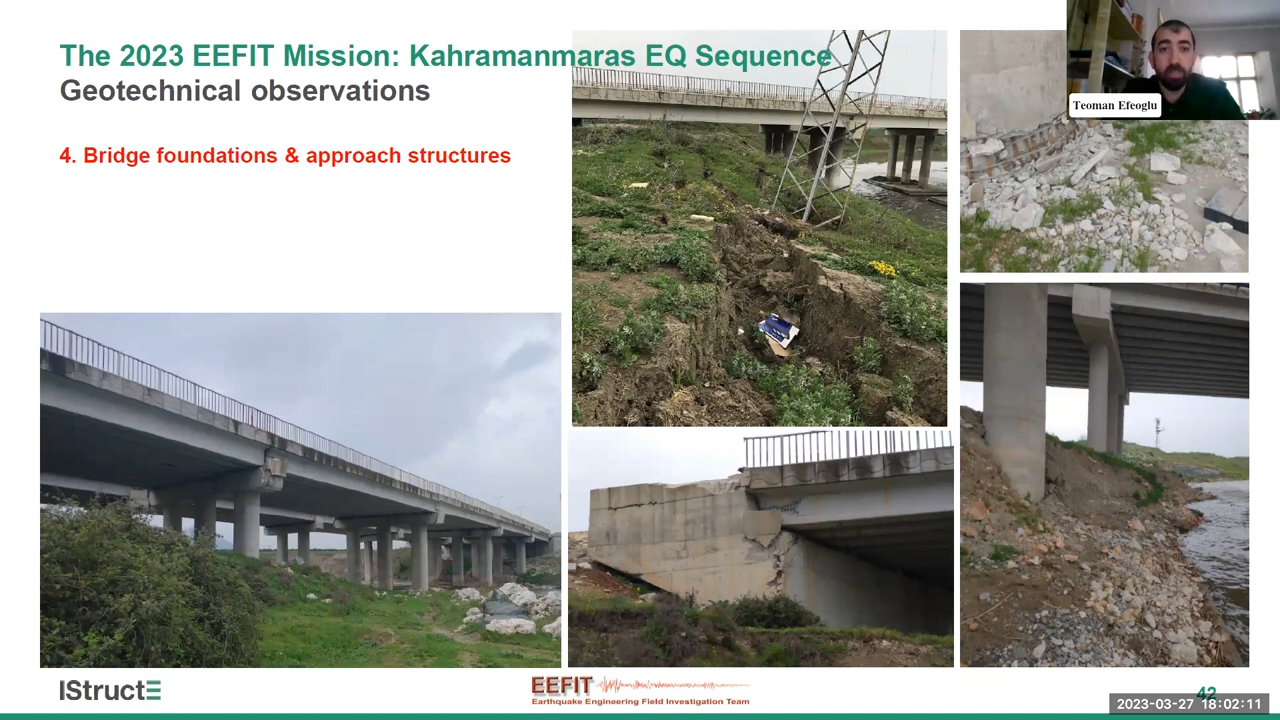 The 2023 EEFIT Mission: Kahramanmaras EQ Sequence
Geotechnical observations
4. Bridge foundations & approach structures
Teoman Efeoglu
IStructE
EEFIT
Earthquake Engineering Field Investigation Team
42
2023-03-27 18:02:11